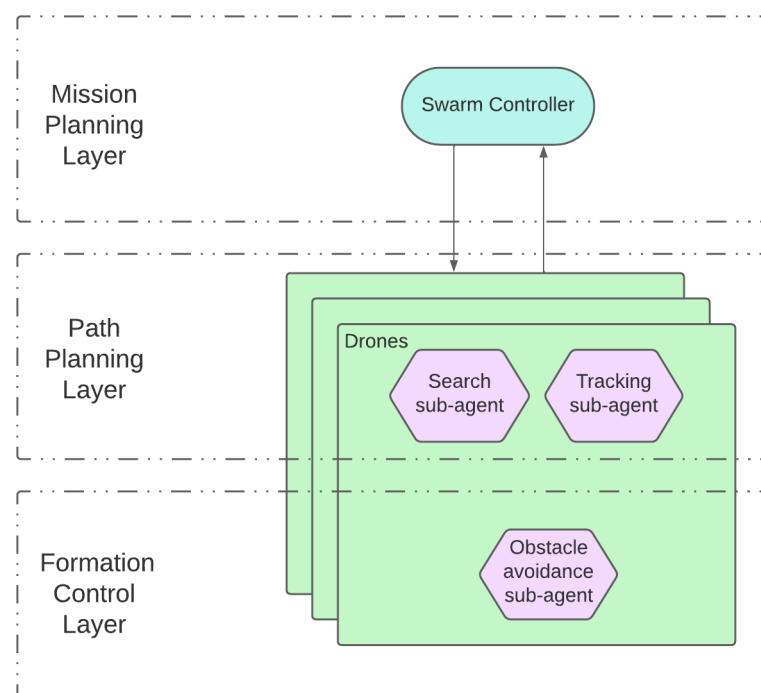 Mission
Planning
Layer
Swarm Controller
Path
Planning
Layer
Drones
Search
sub-agent
Tracking
sub-agent
Formation
Control
Layer
Obstacle
avoidance
sub-agent